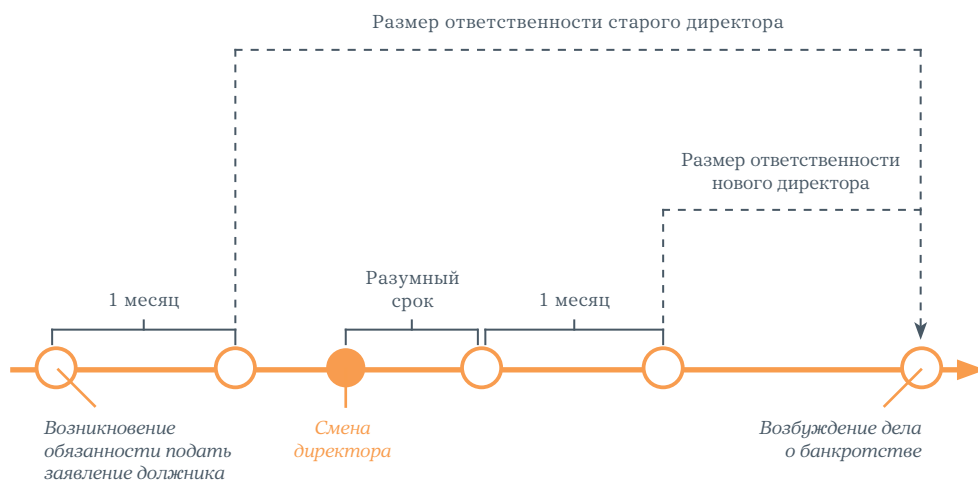 Размер ответственности старого директора
Размер ответственности
нового директора
Разумный
срок
1 месяц
1 месяц
Возникновение
обязанности подать
заявление должника
Смена
директора
Возбуждение дела
о банкротстве